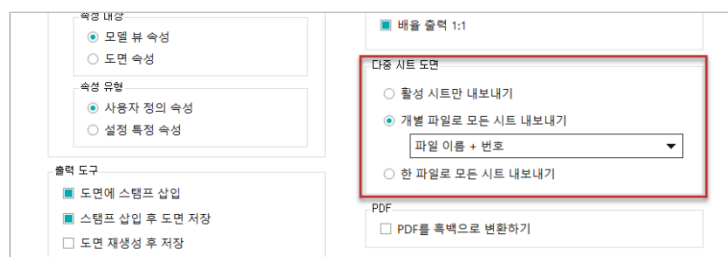 속성 대상
모델 뷰 속성
도면 속성
속성 유형
사용자 정의 속성
설정 특정 속성
출력 도구
도면에 스탬프 삽입
스탬프 삽입 후 도면 저장
도면 재생성 후 저장
배율 출력 1:1
다중 시트 도면
활성 시트만 내보내기
개별 파일로 모든 시트 내보내기
파일 이름 + 번호
한 파일로 모든 시트 내보내기
PDF
PDF를 흑백으로 변환하기